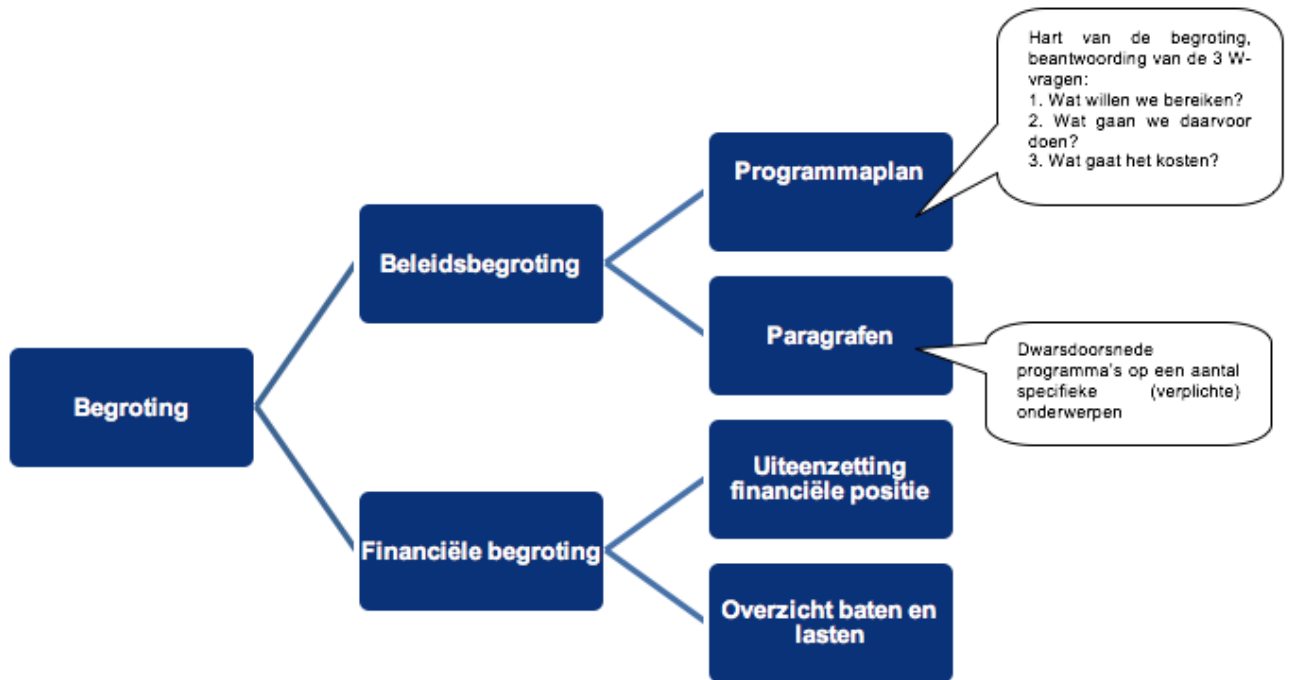 Hart van de begroting,
beantwoording van de 3 W-
vragen:
1. Wat willen we bereiken?
2. Wat gaan we daarvoor
doen?
3. Wat gaat het kosten?
Programmaplan
Beleidsbegroting
Paragrafen
Dwarsdoorsnede
programma's op een aantal
specifieke (verplichte)
onderwerpen
Begroting
Uiteenzetting
financiële positie
Financiële begroting
Overzicht baten en
lasten